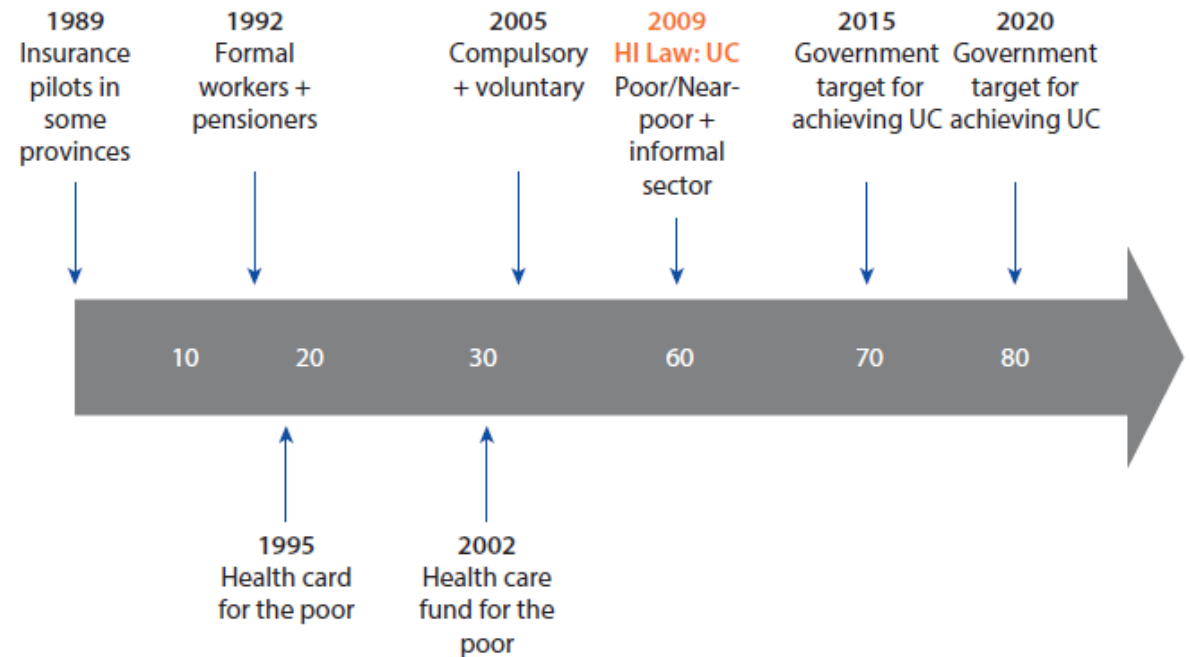 1989
Insurance
pilots in
some
provinces
1992
Formal
workers +
pensioners
2005
Compulsory
+ voluntary
2009
HI Law: UC
Poor/Near-
poor +
informal
sector
2015
Government
target for
achieving UC
2020
Government
target for
achieving UC
10 20 30 60 70 80
1995
Health card
for the poor
2002
Health care
fund for the
poor